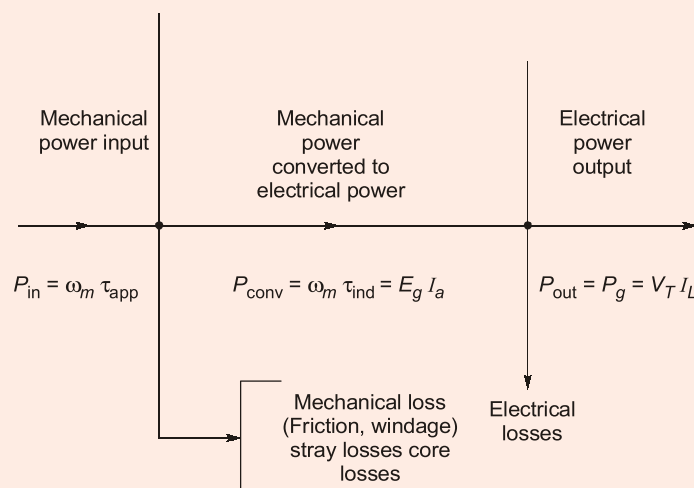 Mechanical
power input
Mechanical
power
converted to
electrical power
Electrical
power
output
P_in = ω_m τ_app
P_conv = ω_m τ_ind = E_g I_a
P_out = P_g = V_T I_L
Mechanical loss
(Friction, windage)
stray losses core
losses
Electrical
losses